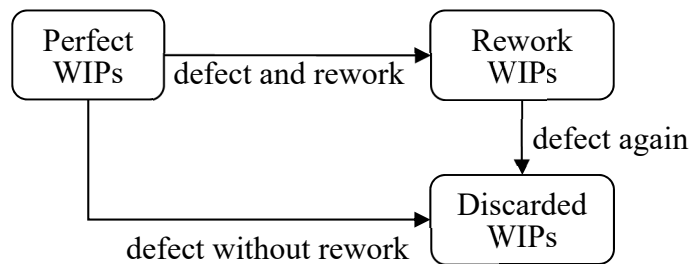 Perfect
WIPs
defect and rework
Rework
WIPs
defect again
Discarded
WIPs
defect without rework